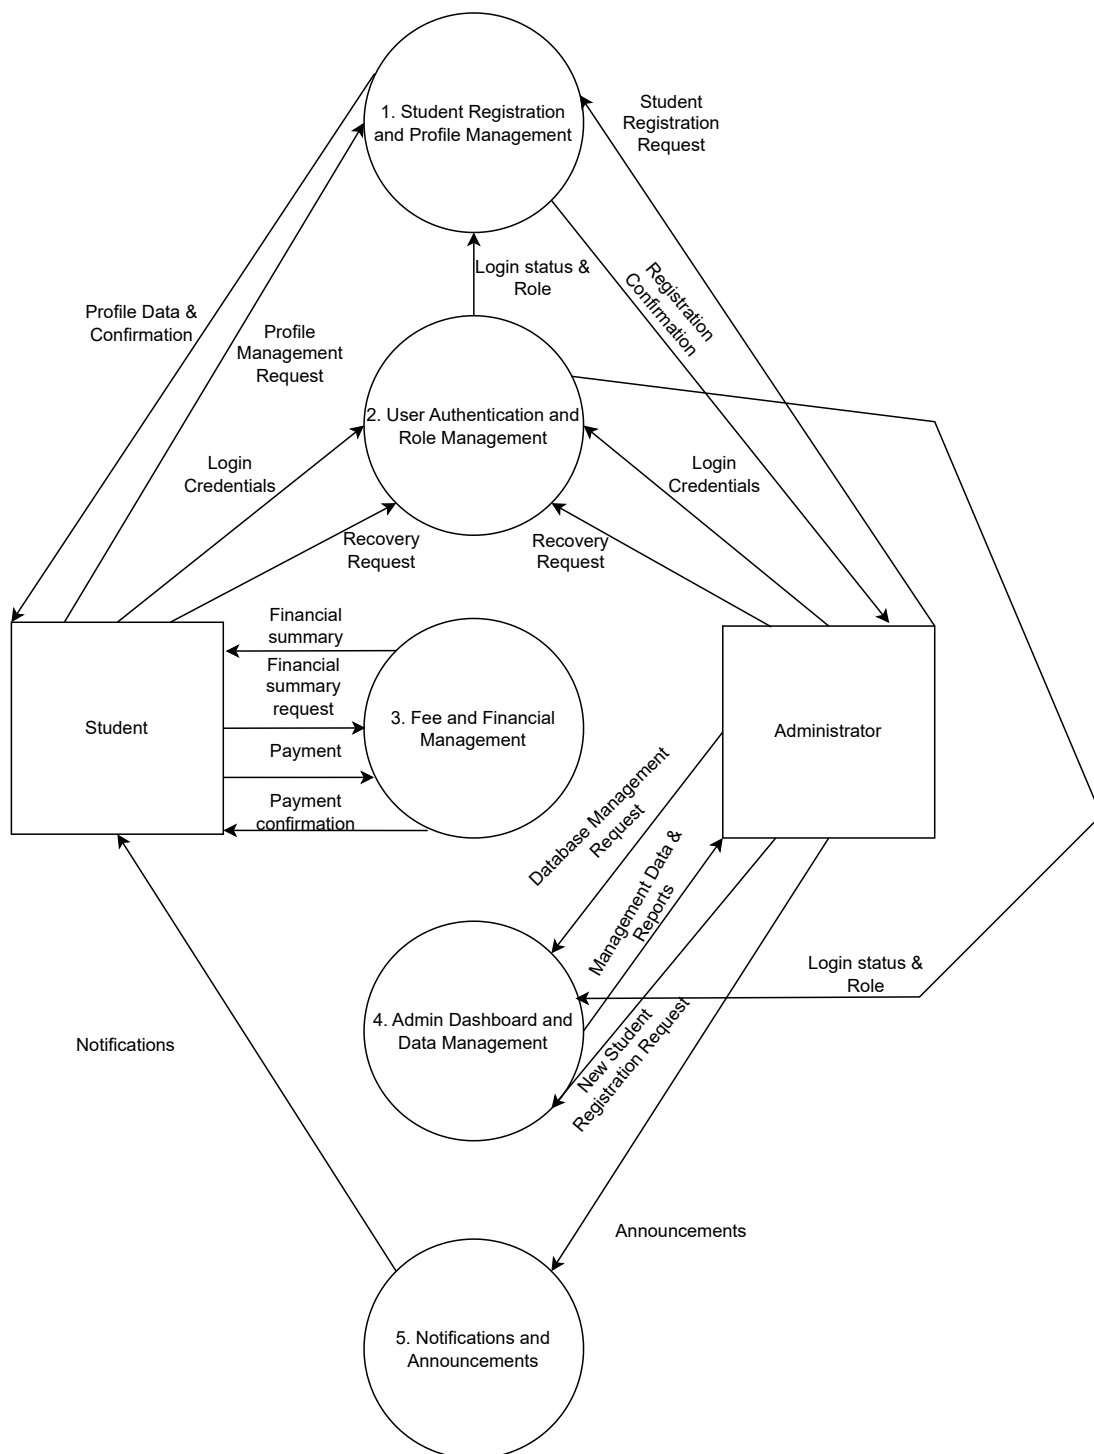 1. Student Registration
and Profile Management
Student
Registration
Request
Login status &
Role
Registration
Confirmation
Profile Data &
Confirmation
Profile
Management
Request
2. User Authentication and
Role Management
Login
Credentials
Login
Credentials
Recovery
Request
Recovery
Request
Financial
summary
Financial
summary
request
Student
3. Fee and Financial
Management
Administrator
Payment
Payment
confirmation
Database Management
Request
Management Data &
Reports
Login status &
Role
4. Admin Dashboard and
Data Management
New Student
Registration Request
Notifications
Announcements
5. Notifications and
Announcements